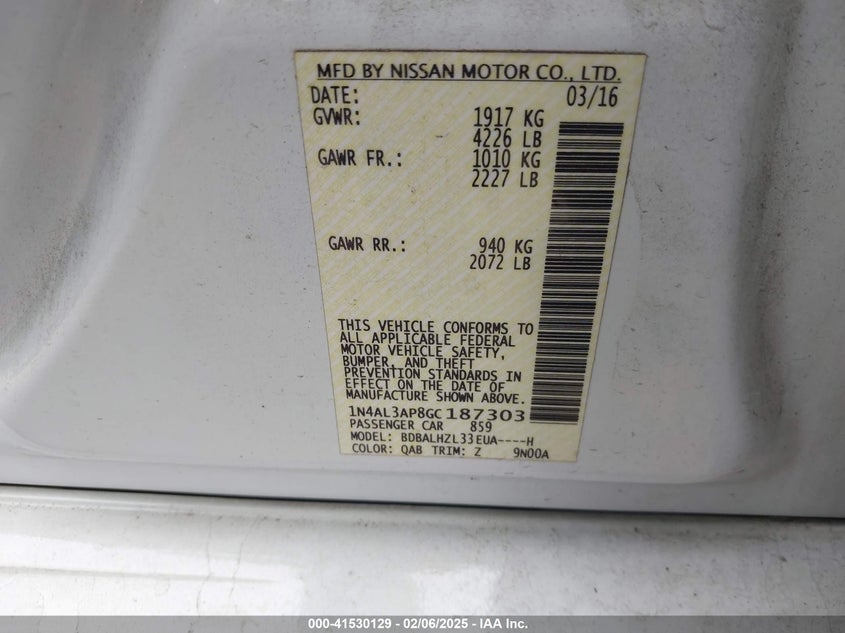 MFD BY NISSAN MOTOR CO., LTD.
DATE: 03/16
GVWR: 1917 KG
4226 LB
GAWR FR.: 1010 KG
2227 LB
GAWR RR.: 940 KG
2072 LB
THIS VEHICLE CONFORMS TO
ALL APPLICABLE FEDERAL
MOTOR VEHICLE SAFETY,
BUMPER, AND THEFT
PREVENTION STANDARDS IN
EFFECT ON THE DATE OF
MANUFACTURE SHOWN ABOVE.
1N4AL3AP8GC187303
PASSENGER CAR 859
MODEL: BDBALHZL33EUA----H
COLOR: QAB TRIM: Z 9N00A
000-41530129 - 02/06/2025 - IAA Inc.